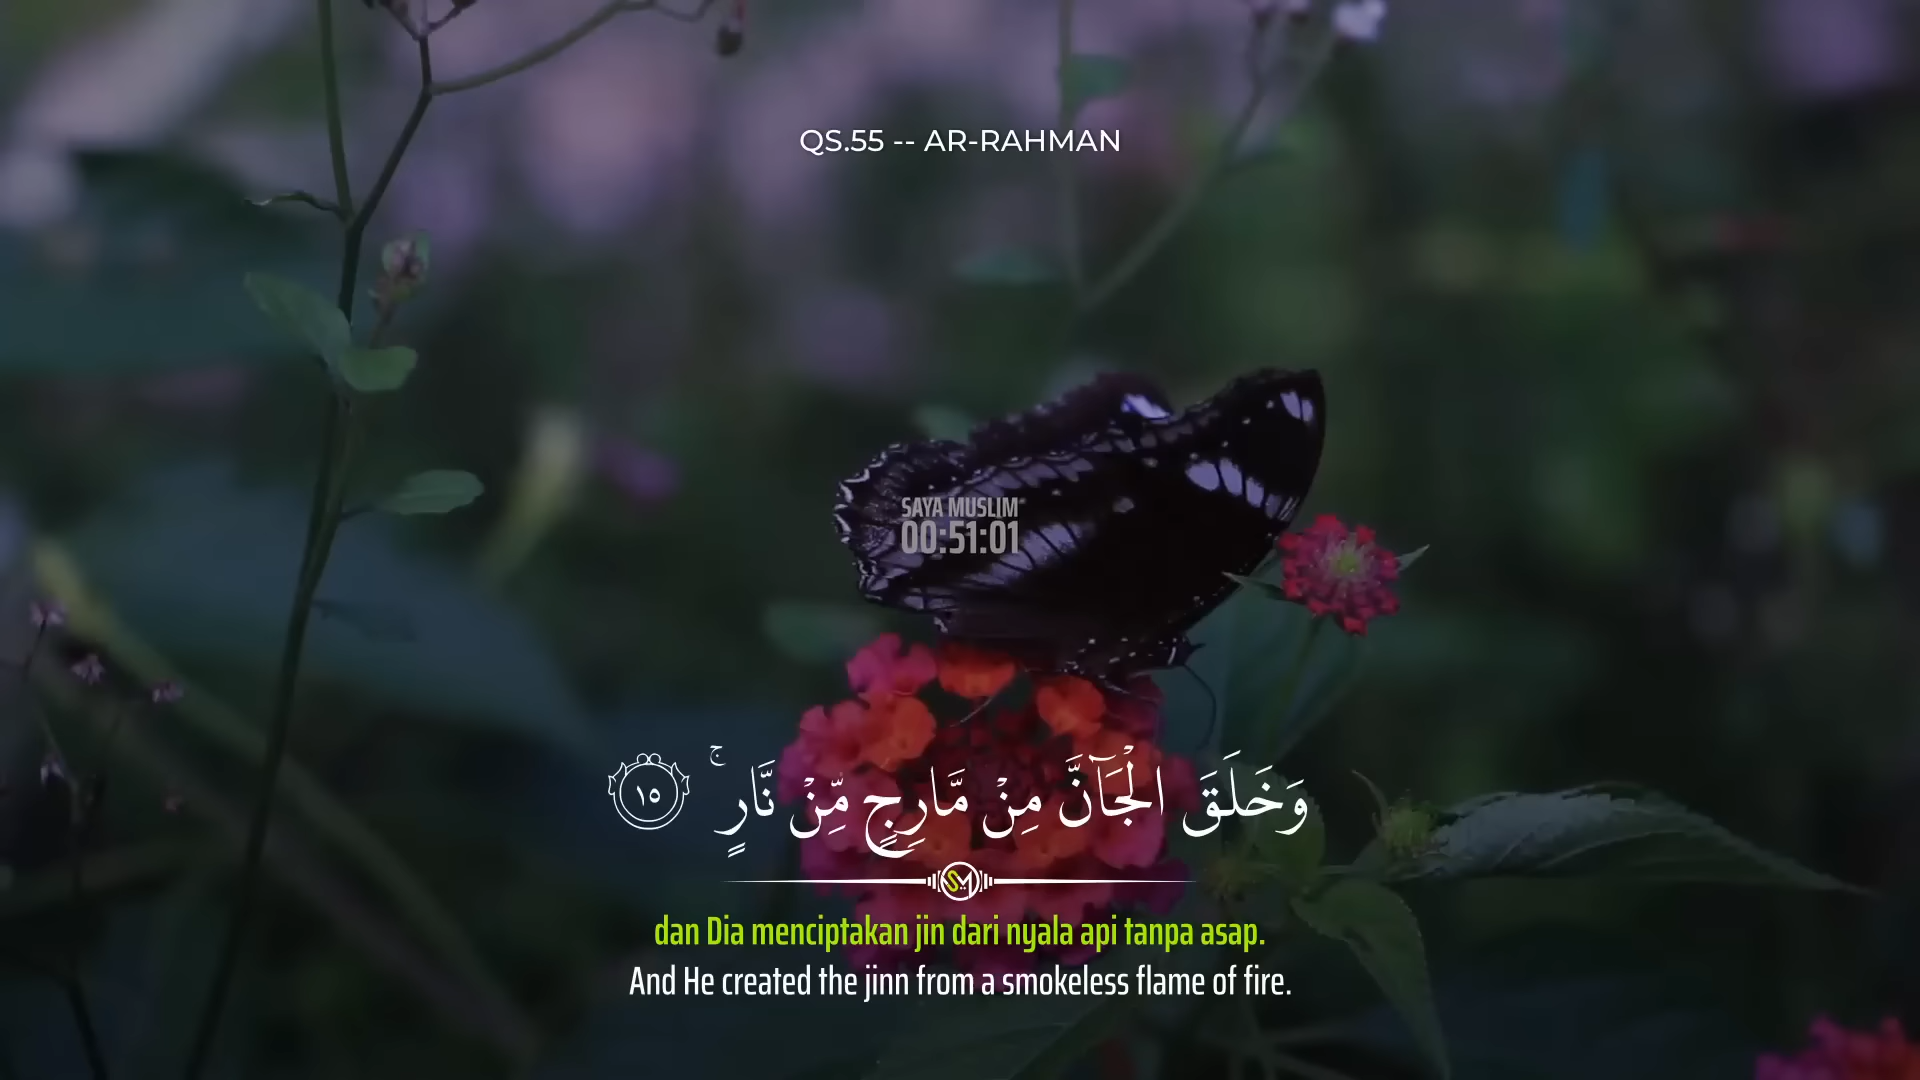 QS.55 -- AR-RAHMAN
SAYA MUSLIM
00:51:01
وَخَلَقَ الْجَاۤنَّ مِنْ مَّارِجٍ مِّنْ نَّارٍ ۚ ١٥
dan Dia menciptakan jin dari nyala api tanpa asap.
And He created the jinn from a smokeless flame of fire.